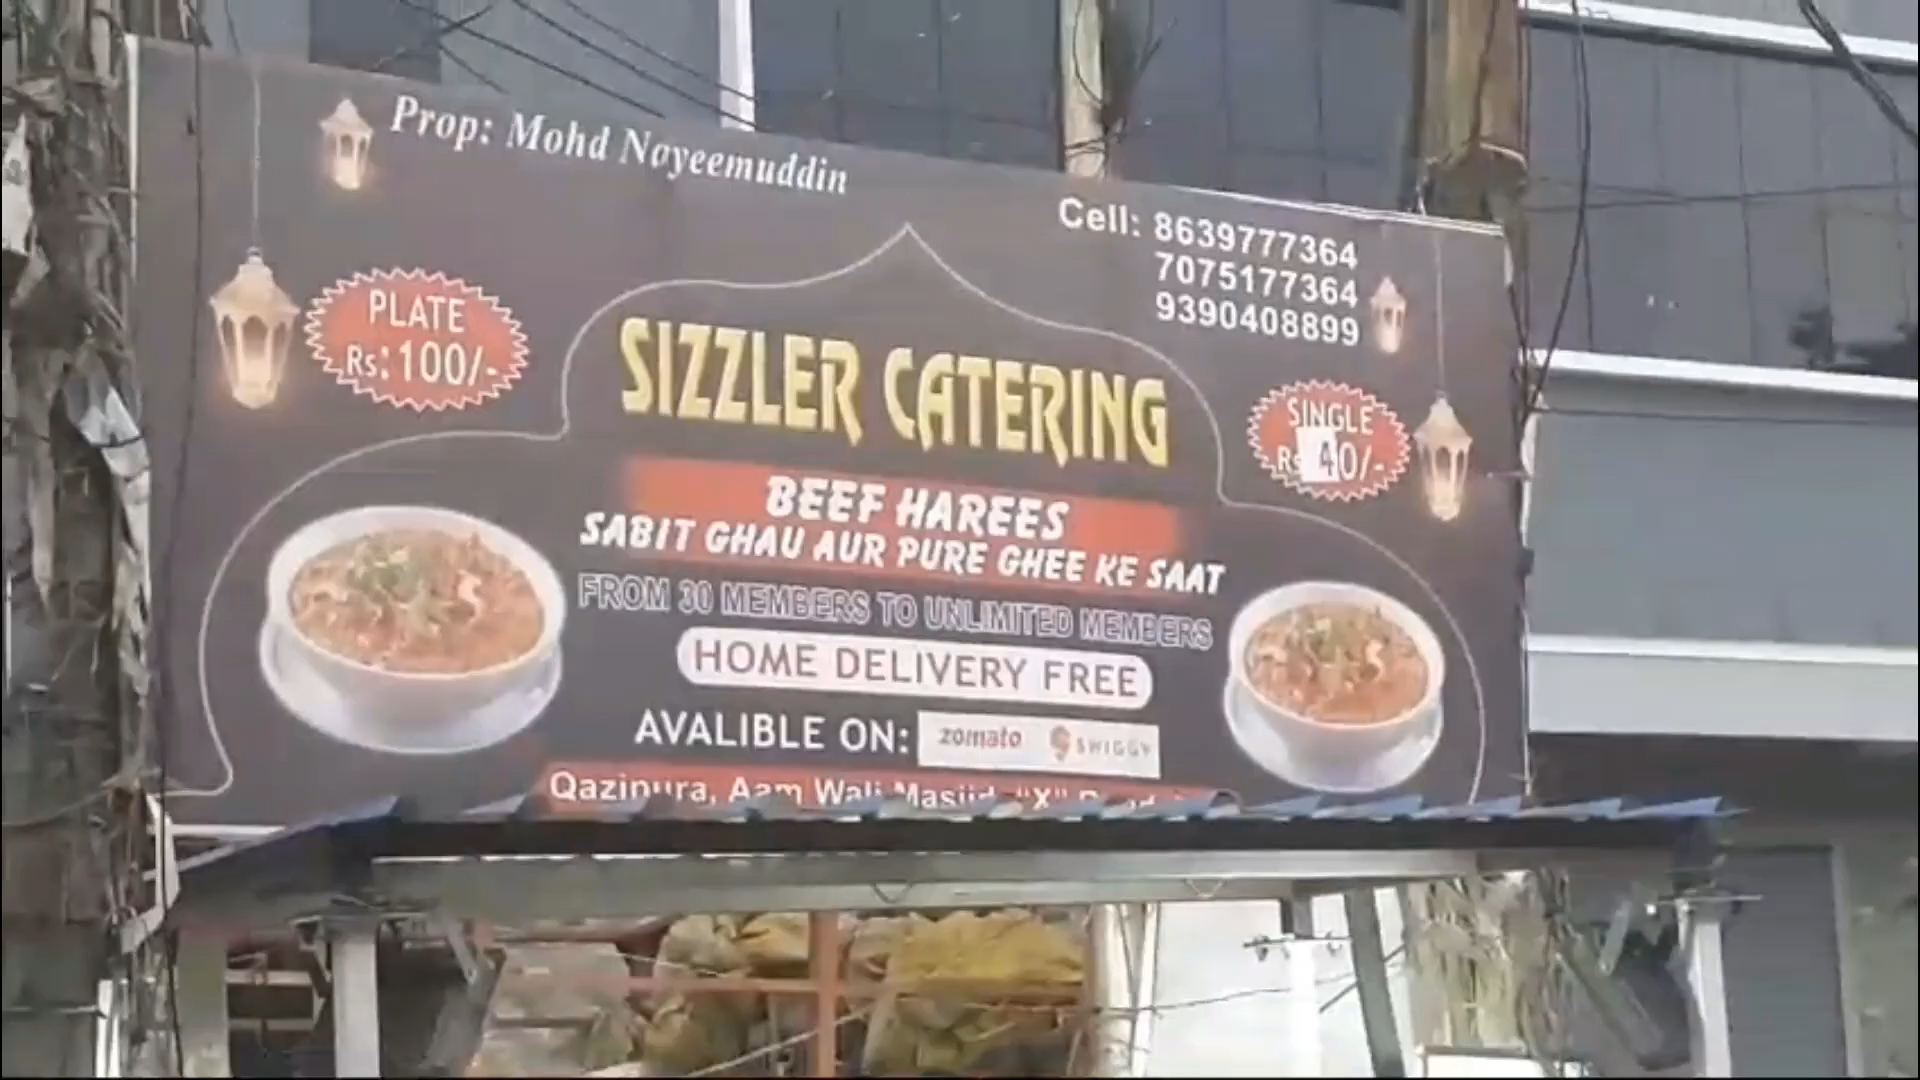 Prop: Mohd Nayeemuddin
Cell: 8639777364
7075177364
9390408899
PLATE
Rs: 100/-
SIZZLER CATERING
SINGLE
Rs 40/-
BEEF HAREES
SABIT GHAU AUR PURE GHEE KE SAAT
FROM 30 MEMBERS TO UNLIMITED MEMBERS
HOME DELIVERY FREE
AVALIBLE ON: zomato SWIGGY
Qazipura, Aam Wali Masjid, "X" Road